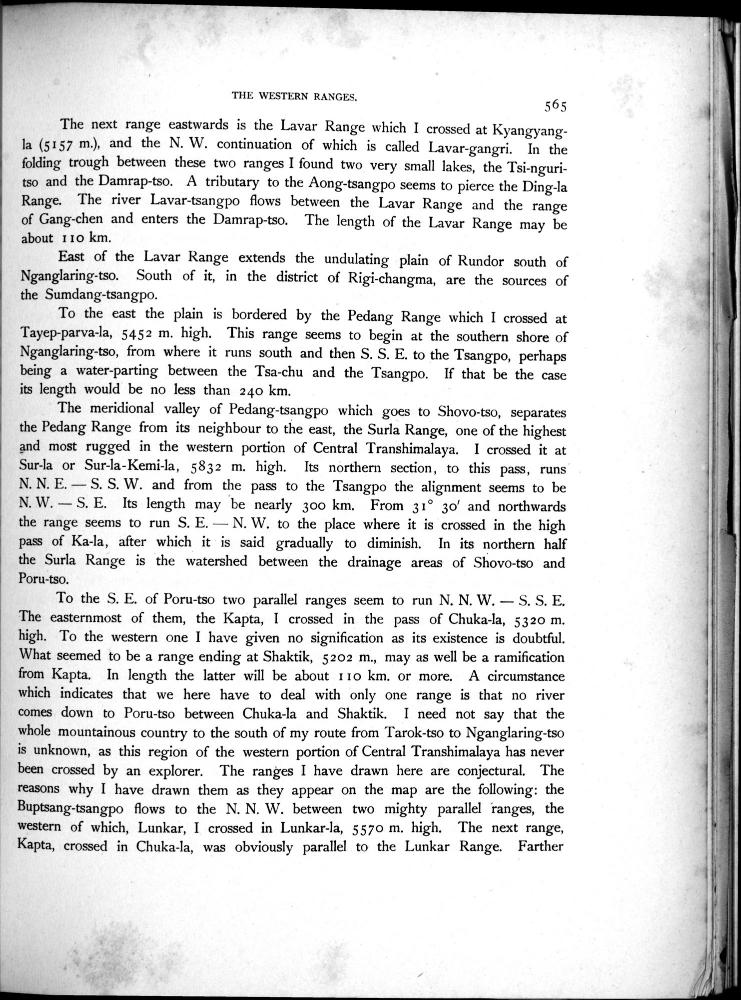 THE WESTERN RANGES.
565
The next range eastwards is the Lavar Range which I crossed at Kyangyang-
la (5157 m.), and the N. W. continuation of which is called Lavar-gangri. In the
folding trough between these two ranges I found two very small lakes, the Tsi-nguri-
tso and the Damrap-tso. A tributary to the Aong-tsangpo seems to pierce the Ding-la
Range. The river Lavar-tsangpo flows between the Lavar Range and the range
of Gang-chen and enters the Damrap-tso. The length of the Lavar Range may be
about 110 km.
East of the Lavar Range extends the undulating plain of Rundor south of
Nganglaring-tso. South of it, in the district of Rigi-changma, are the sources of
the Sumdang-tsangpo.
To the east the plain is bordered by the Pedang Range which I crossed at
Tayep-parva-la, 5452 m. high. This range seems to begin at the southern shore of
Nganglaring-tso, from where it runs south and then S. S. E. to the Tsangpo, perhaps
being a water-parting between the Tsa-chu and the Tsangpo. If that be the case
its length would be no less than 240 km.
The meridional valley of Pedang-tsangpo which goes to Shovo-tso, separates
the Pedang Range from its neighbour to the east, the Surla Range, one of the highest
and most rugged in the western portion of Central Transhimalaya. I crossed it at
Sur-la or Sur-la-Kemi-la, 5832 m. high. Its northern section, to this pass, runs
N. N. E. — S. S. W. and from the pass to the Tsangpo the alignment seems to be
N. W. — S. E. Its length may be nearly 300 km. From 31° 30′ and northwards
the range seems to run S. E. — N. W. to the place where it is crossed in the high
pass of Ka-la, after which it is said gradually to diminish. In its northern half
the Surla Range is the watershed between the drainage areas of Shovo-tso and
Poru-tso.
To the S. E. of Poru-tso two parallel ranges seem to run N. N. W. — S. S. E.
The easternmost of them, the Kapta, I crossed in the pass of Chuka-la, 5320 m.
high. To the western one I have given no signification as its existence is doubtful.
What seemed to be a range ending at Shaktik, 5202 m., may as well be a ramification
from Kapta. In length the latter will be about 110 km. or more. A circumstance
which indicates that we here have to deal with only one range is that no river
comes down to Poru-tso between Chuka-la and Shaktik. I need not say that the
whole mountainous country to the south of my route from Tarok-tso to Nganglaring-tso
is unknown, as this region of the western portion of Central Transhimalaya has never
been crossed by an explorer. The ranges I have drawn here are conjectural. The
reasons why I have drawn them as they appear on the map are the following: the
Buptsang-tsangpo flows to the N. N. W. between two mighty parallel ranges, the
western of which, Lunkar, I crossed in Lunkar-la, 5570 m. high. The next range,
Kapta, crossed in Chuka-la, was obviously parallel to the Lunkar Range. Farther